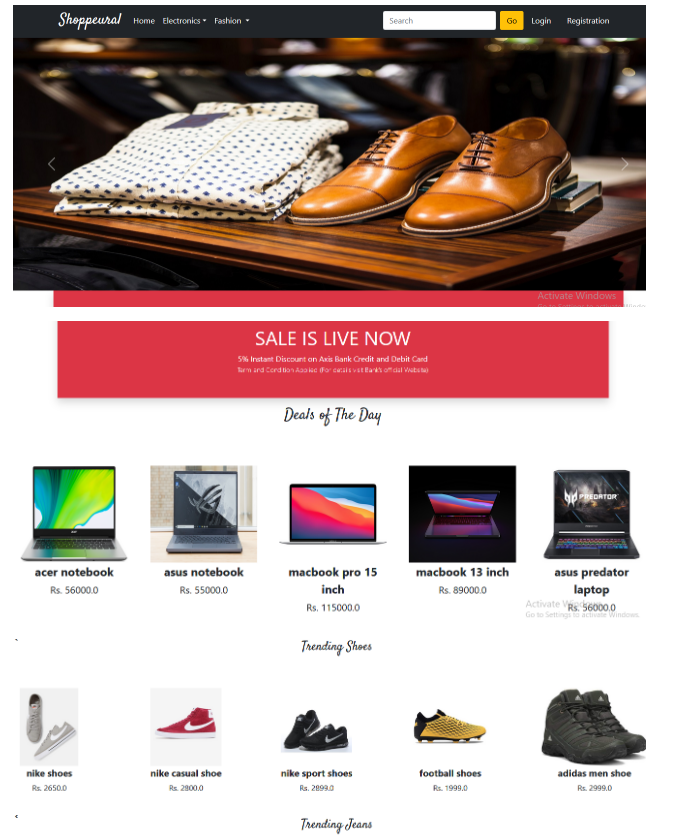 Shoppeural Home Electronics Fashion Search Go Login Registration
Activate Windows
SALE IS LIVE NOW
5% Instant Discount on Axis Bank Credit and Debit Card
Term and Condition Applied (For details visit Bank's official Website)
Deals of The Day
PREDATOR
acer notebook
Rs. 56000.0
asus notebook
Rs. 55000.0
macbook pro 15
inch
Rs. 115000.0
macbook 13 inch
Rs. 89000.0
asus predator
laptop
Rs. 56000.0
Activate Windows
Go to Settings to activate Windows.
Trending Shoes
nike shoes
Rs. 2650.0
nike casual shoe
Rs. 2800.0
nike sport shoes
Rs. 2899.0
football shoes
Rs. 1999.0
adidas men shoe
Rs. 2999.0
Trending Jeans